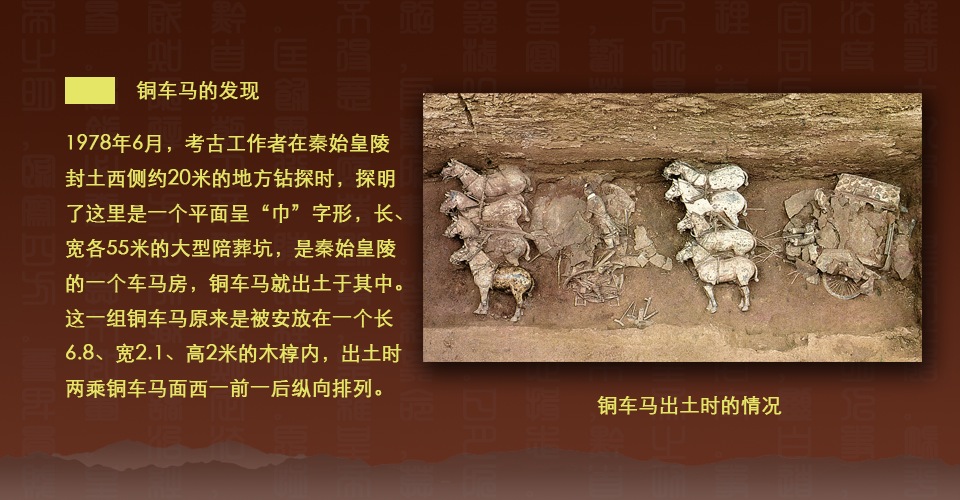 铜车马的发现
1978年6月，考古工作者在秦始皇陵
封土西侧约20米的地方钻探时，探明
了这里是一个平面呈“巾”字形，长、
宽各55米的大型陪葬坑，是秦始皇陵
的一个车马房，铜车马就出土于其中。
这一组铜车马原来是被安放在一个长
6.8、宽2.1、高2米的木椁内，出土时
两乘铜车马面西一前一后纵向排列。
铜车马出土时的情况